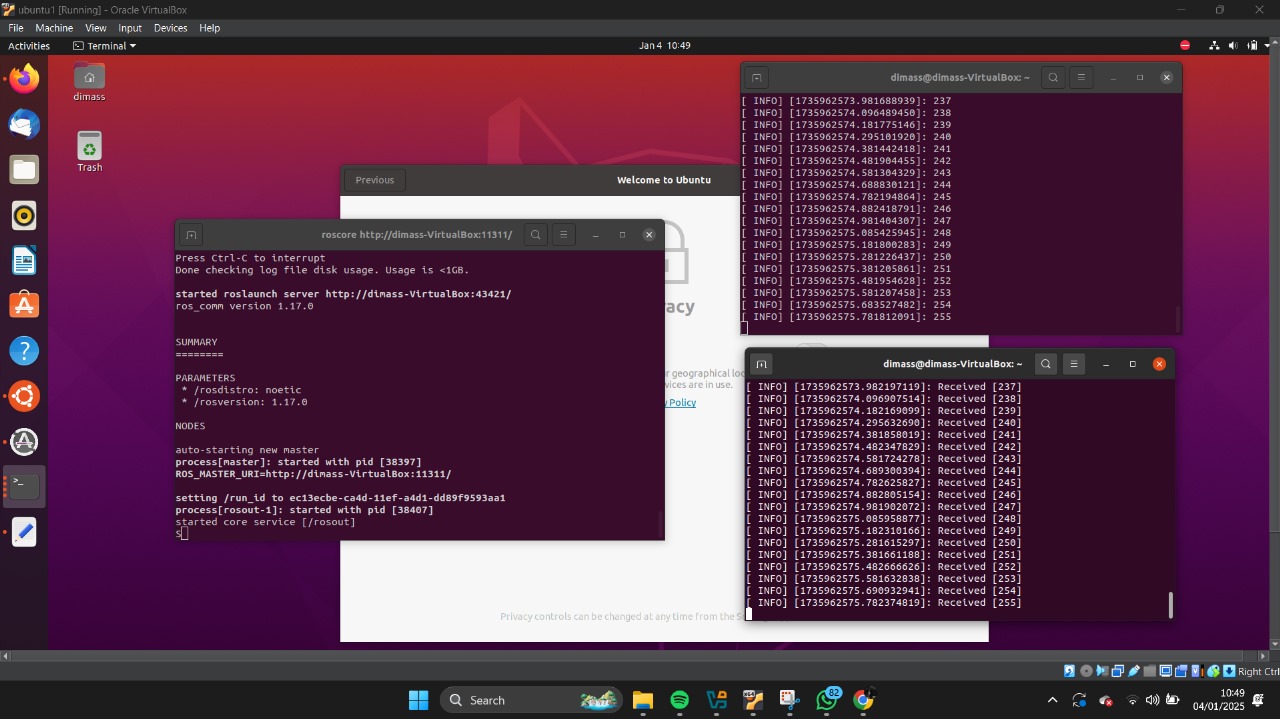 ubuntu1 [Running] - Oracle VirtualBox
File Machine View Input Devices Help
Activities Terminal Jan 4 10:49
dimass
Trash
Previous Welcome to Ubuntu
acy
r geographical loc
vices are in use.
y Policy
Privacy controls can be changed at any time from the S
roscore http://dimass-VirtualBox:11311/
Press Ctrl-C to interrupt
Done checking log file disk usage. Usage is <1GB.
started roslaunch server http://dimass-VirtualBox:43421/
ros_comm version 1.17.0
SUMMARY
========
PARAMETERS
* /rosdistro: noetic
* /rosversion: 1.17.0
NODES
auto-starting new master
process[master]: started with pid [38397]
ROS_MASTER_URI=http://dimass-VirtualBox:11311/
setting /run_id to ec13ecbe-ca4d-11ef-a4d1-dd89f9593aa1
process[rosout-1]: started with pid [38407]
started core service [/rosout]
S
dimass@dimass-VirtualBox: ~
[ INFO] [1735962573.981688939]: 237
[ INFO] [1735962574.096489450]: 238
[ INFO] [1735962574.181775146]: 239
[ INFO] [1735962574.295101920]: 240
[ INFO] [1735962574.381442418]: 241
[ INFO] [1735962574.481904455]: 242
[ INFO] [1735962574.581304329]: 243
[ INFO] [1735962574.688830121]: 244
[ INFO] [1735962574.782194864]: 245
[ INFO] [1735962574.882418791]: 246
[ INFO] [1735962574.981404307]: 247
[ INFO] [1735962575.085425945]: 248
[ INFO] [1735962575.181800283]: 249
[ INFO] [1735962575.281226437]: 250
[ INFO] [1735962575.381205861]: 251
[ INFO] [1735962575.481954628]: 252
[ INFO] [1735962575.581207458]: 253
[ INFO] [1735962575.683527482]: 254
[ INFO] [1735962575.781812091]: 255
dimass@dimass-VirtualBox: ~
[ INFO] [1735962573.982197119]: Received [237]
[ INFO] [1735962574.096907514]: Received [238]
[ INFO] [1735962574.182169099]: Received [239]
[ INFO] [1735962574.295632690]: Received [240]
[ INFO] [1735962574.381858019]: Received [241]
[ INFO] [1735962574.482347829]: Received [242]
[ INFO] [1735962574.581724278]: Received [243]
[ INFO] [1735962574.689300394]: Received [244]
[ INFO] [1735962574.782625827]: Received [245]
[ INFO] [1735962574.882805154]: Received [246]
[ INFO] [1735962574.981902072]: Received [247]
[ INFO] [1735962575.085958877]: Received [248]
[ INFO] [1735962575.182310166]: Received [249]
[ INFO] [1735962575.281615297]: Received [250]
[ INFO] [1735962575.381661188]: Received [251]
[ INFO] [1735962575.482666626]: Received [252]
[ INFO] [1735962575.581632838]: Received [253]
[ INFO] [1735962575.690932941]: Received [254]
[ INFO] [1735962575.782374819]: Received [255]
Right Ctrl
Search
82
10:49
04/01/2025